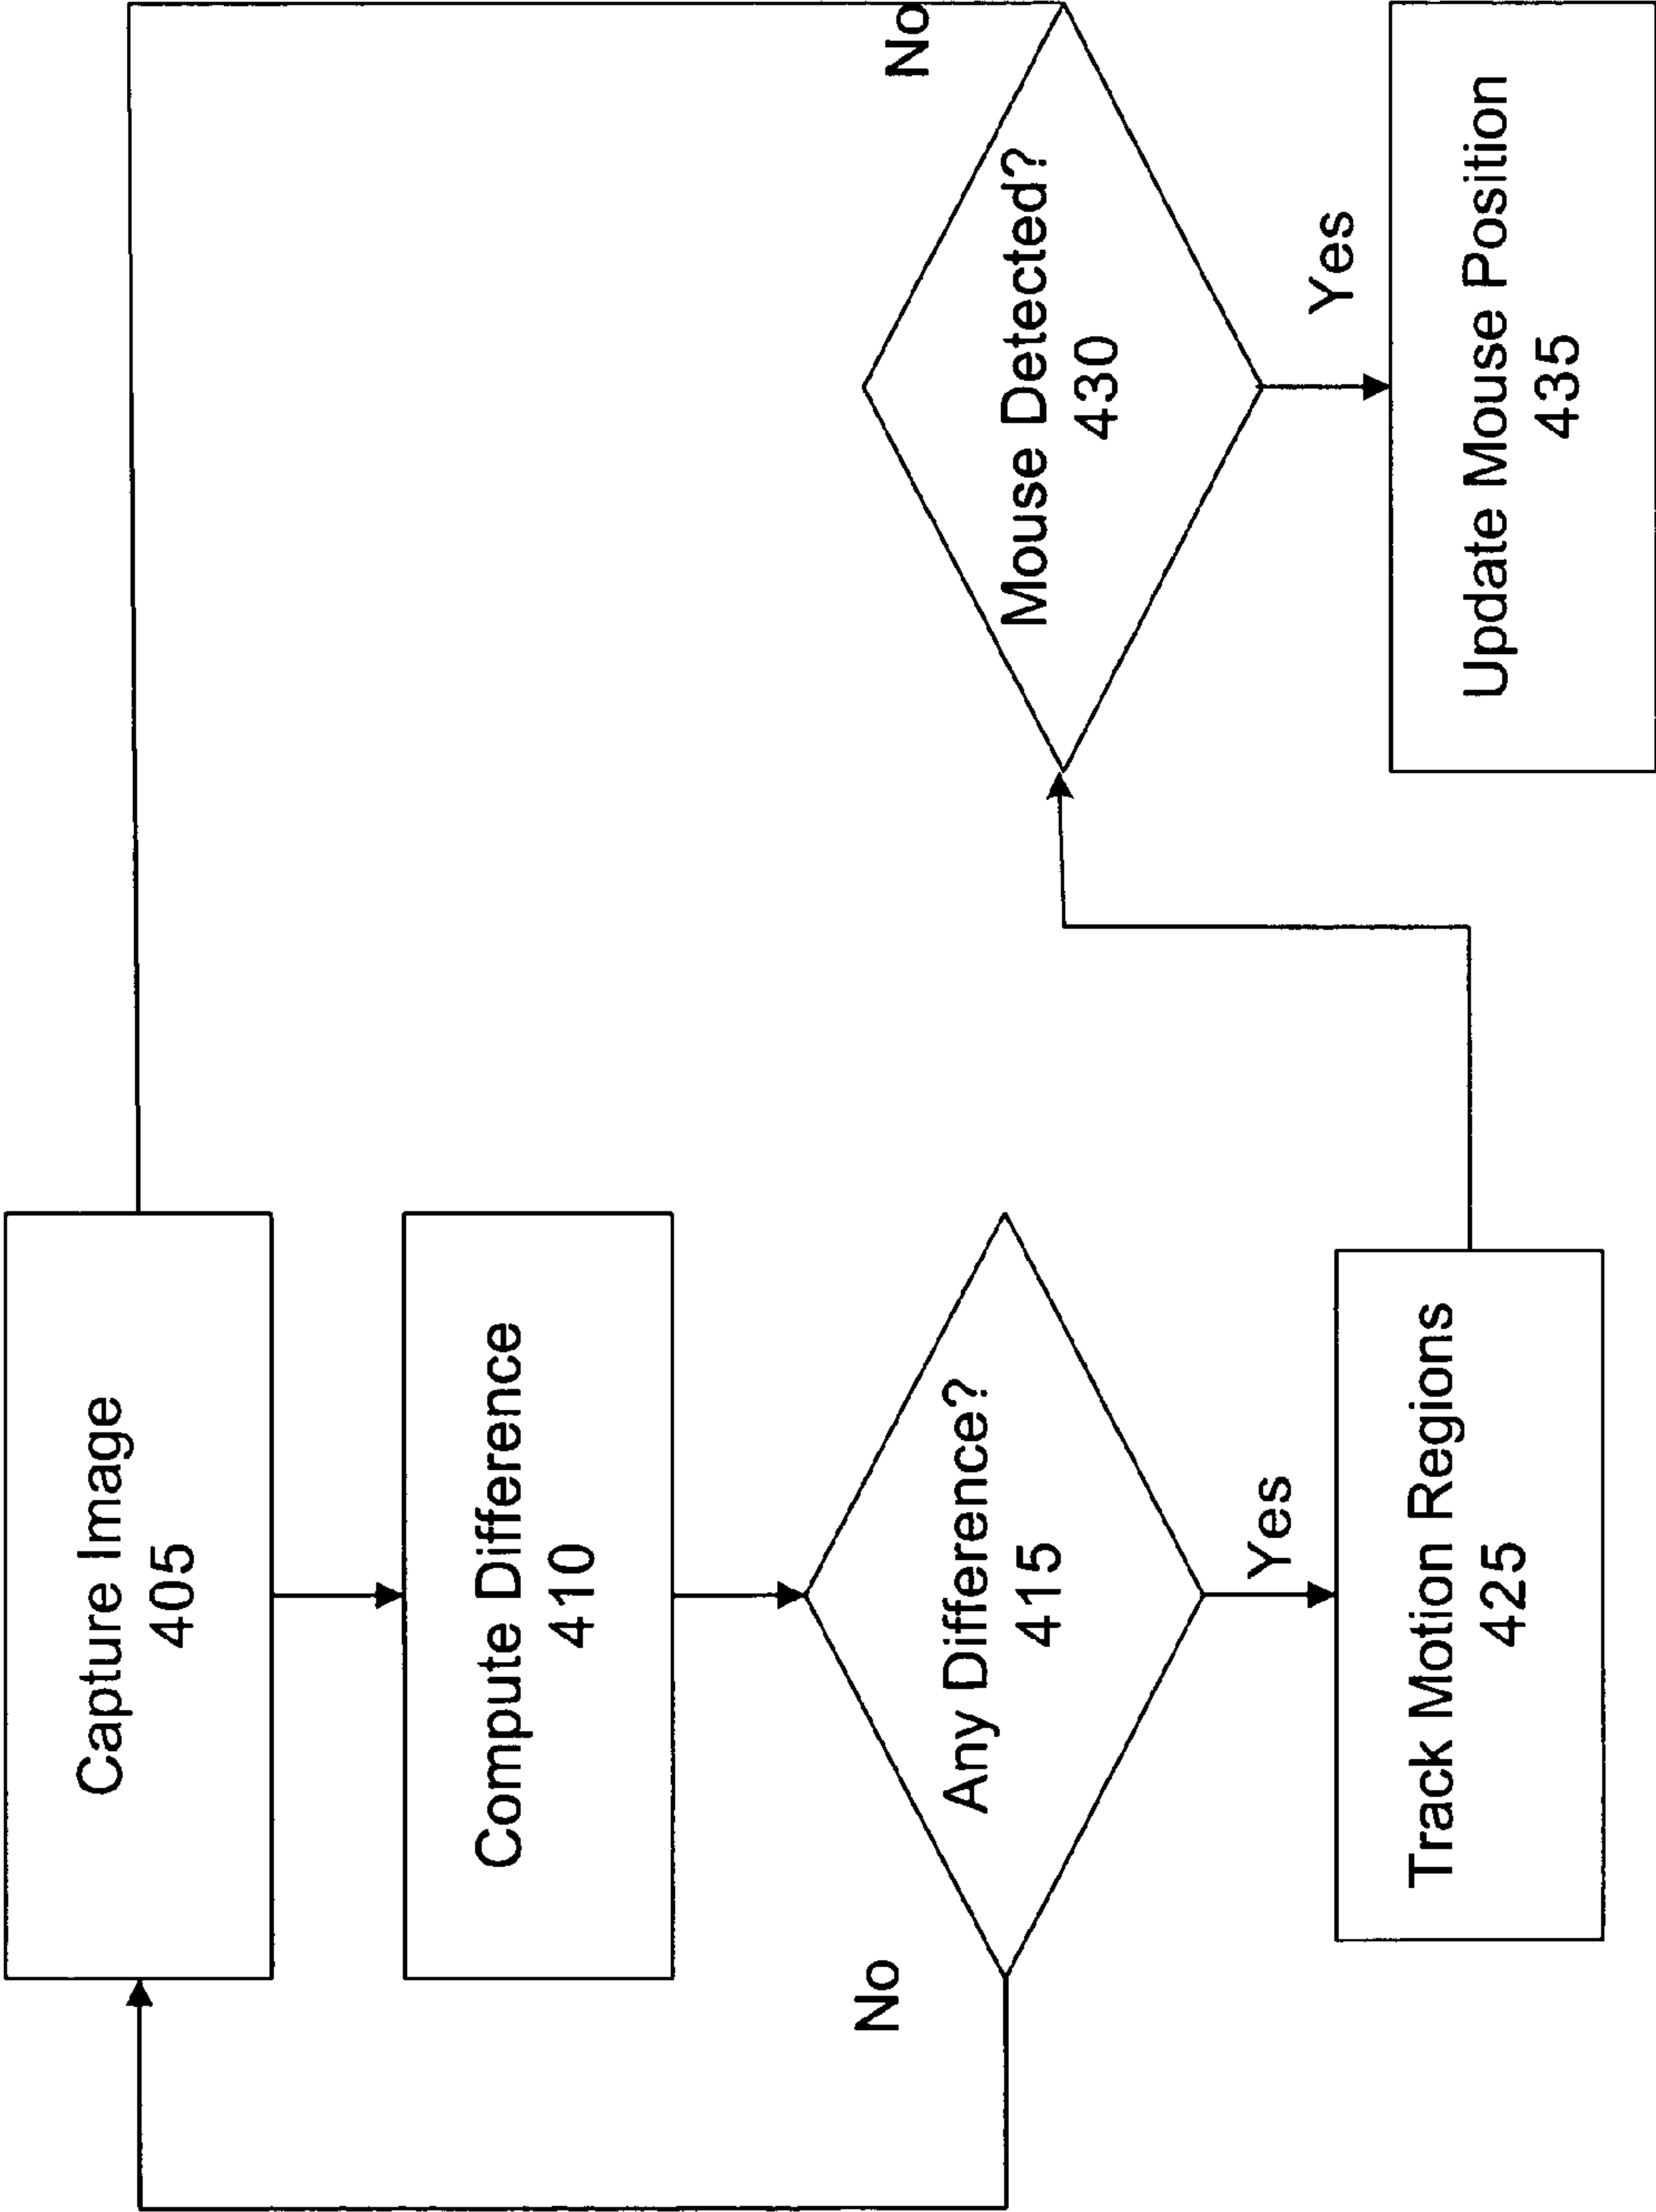 Capture Image
405
Compute Difference
410
Any Difference?
415
No
Yes
Track Motion Regions
425
Mouse Detected?
430
No
Yes
Update Mouse Position
435